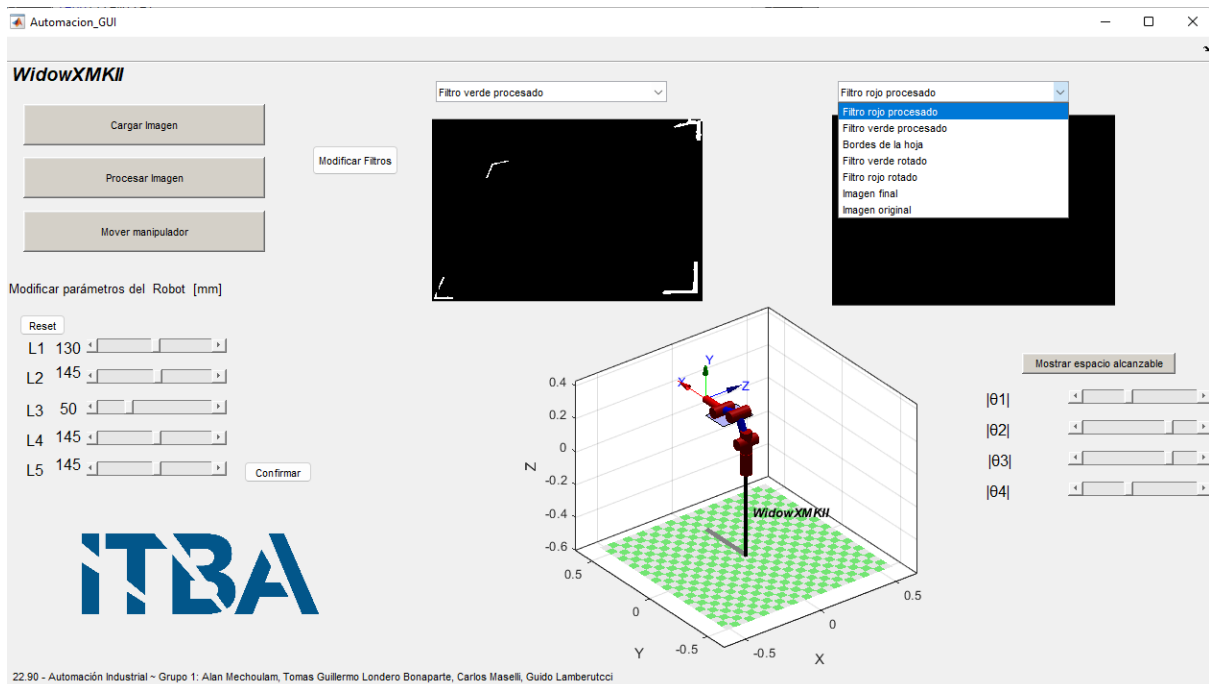 Automacion_GUI
WidowXMKII
Cargar Imagen
Procesar Imagen
Mover manipulador
Modificar Filtros
Filtro verde procesado
Filtro rojo procesado
Filtro rojo procesado
Filtro verde procesado
Bordes de la hoja
Filtro verde rotado
Filtro rojo rotado
Imagen final
Imagen original
Modificar parámetros del Robot [mm]
Reset
L1 130
L2 145
L3 50
L4 145
L5 145
Confirmar
ITBA
0.4
0.2
0
-0.2
-0.4
-0.6
Z
X
Y
Z
WidowXMKII
0.5
0
-0.5
Y
-0.5
0
0.5
X
Mostrar espacio alcanzable
|θ1|
|θ2|
|θ3|
|θ4|
22.90 - Automación Industrial ~ Grupo 1: Alan Mechoulam, Tomas Guillermo Londero Bonaparte, Carlos Maselli, Guido Lamberutcci